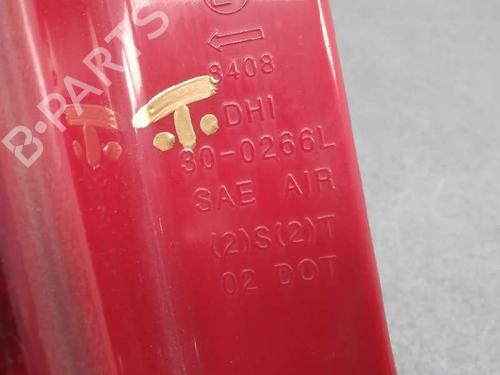 8408
DHI
30-0266L
SAE AIR
(2)S(2)T
02 DOT
.T.
B-PARTS